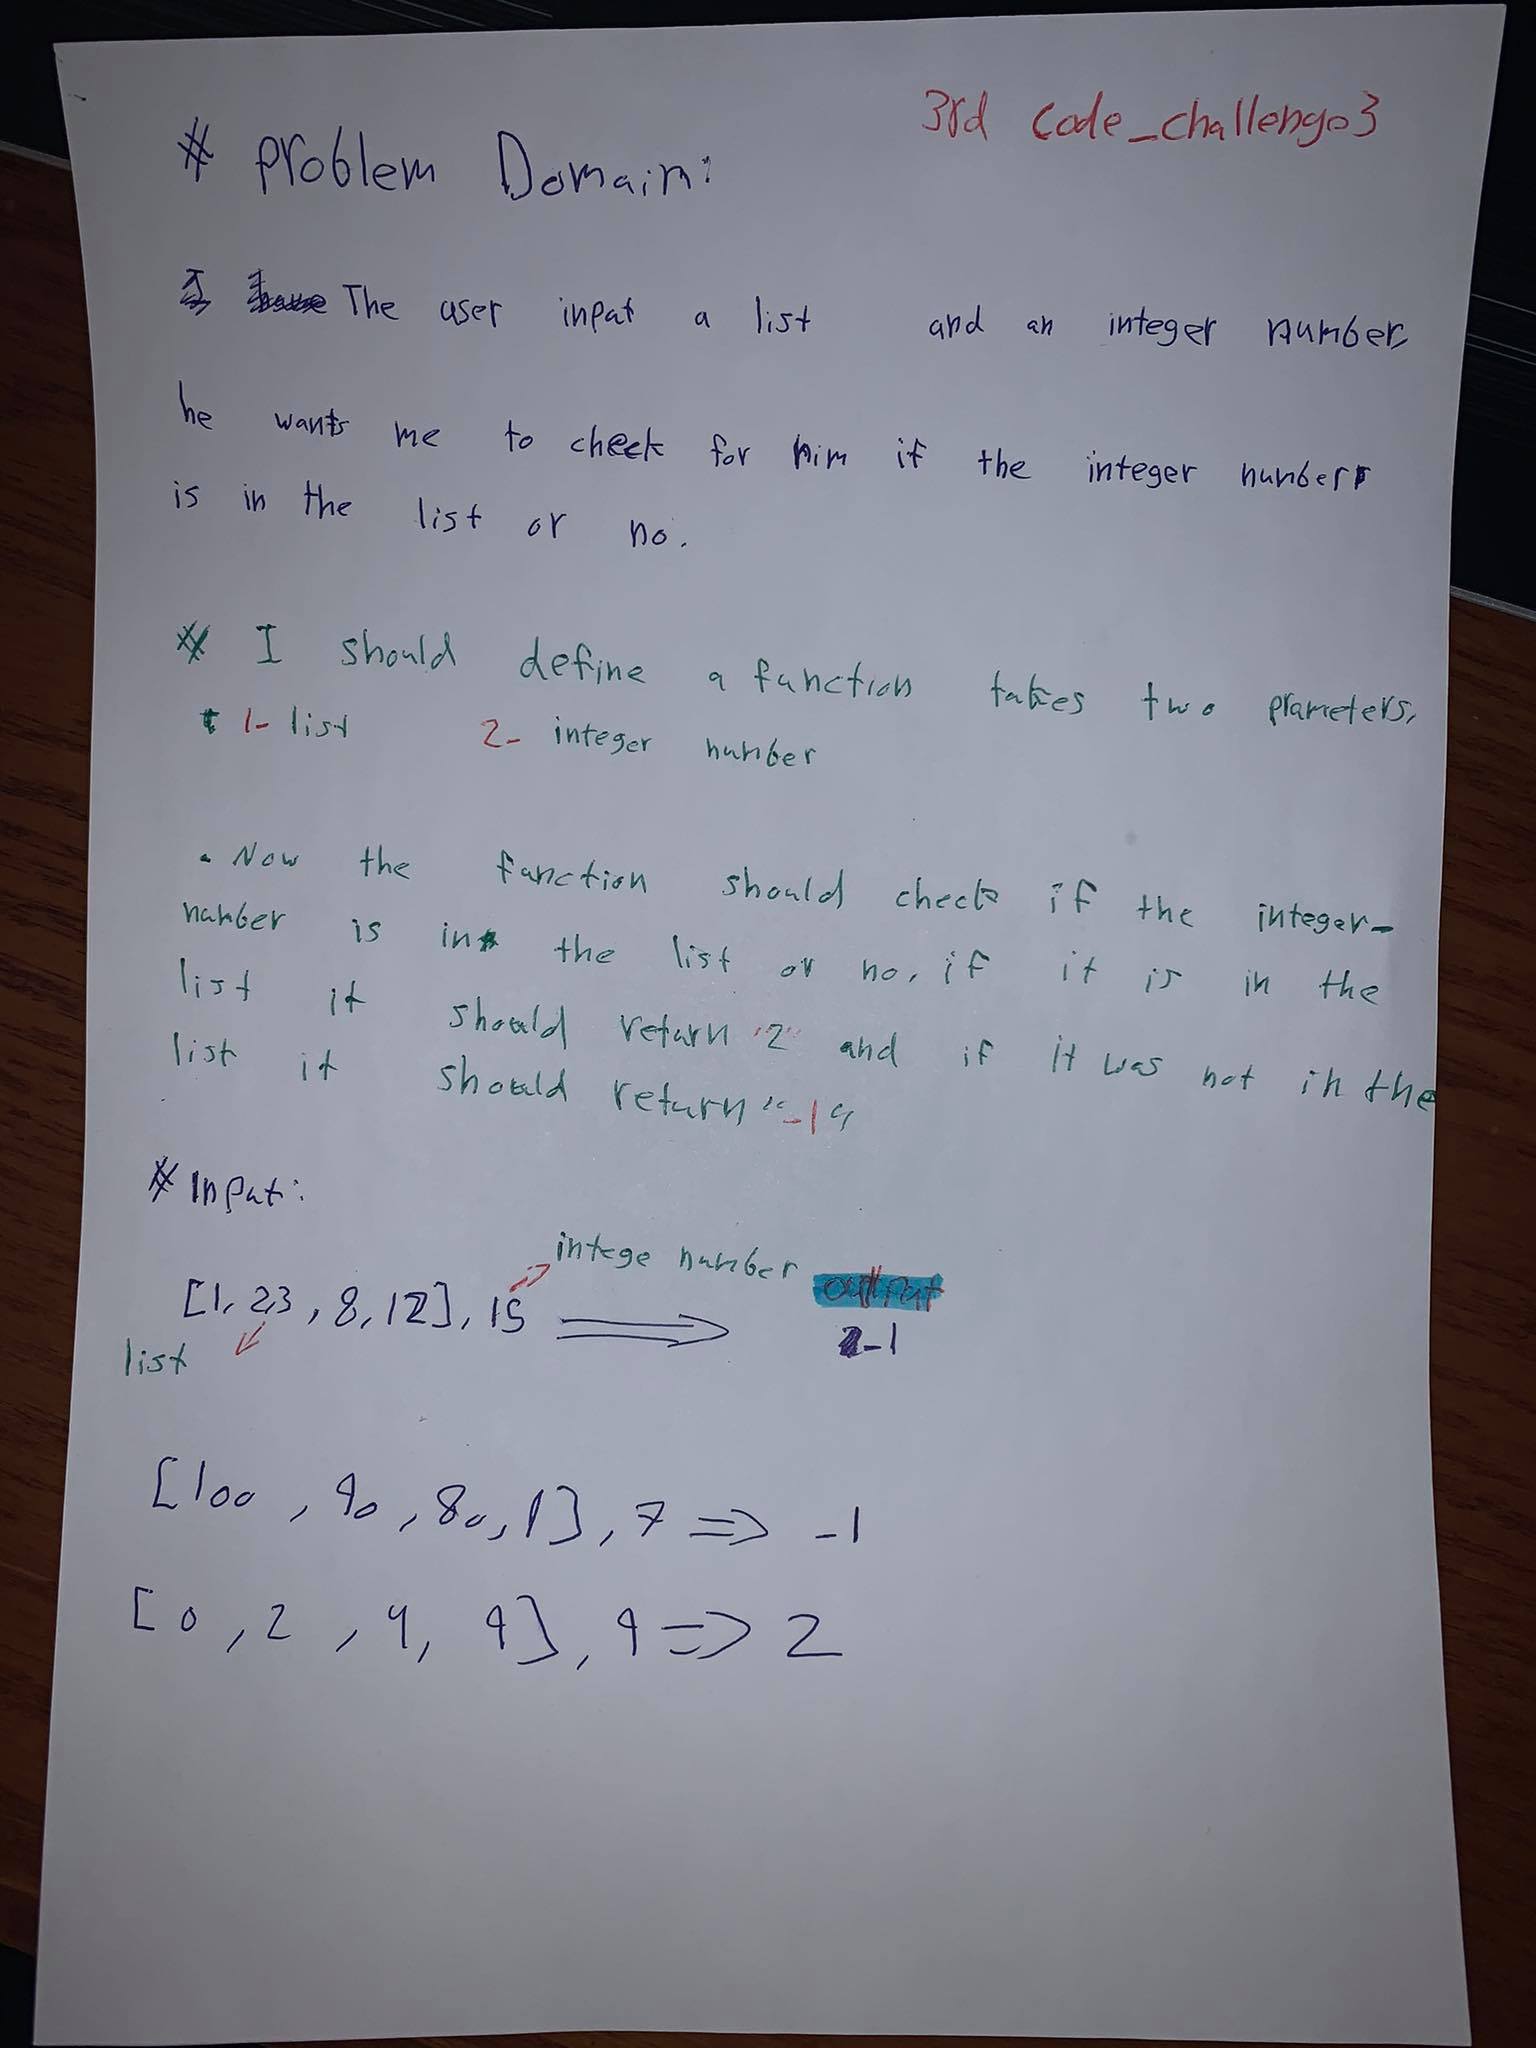 3rd code_challenge3
# Problem Domain:
The user input a list and an integer number,
he wants me to check for him if the integer number
is in the list or no.
# I should define a function takes two prameters,
1- list 2- integer number
. Now the function should check if the integer-
number is in the list or no, if it is in the
list it should return "2" and if it was not in the
list it should return "-1"
# Input:
intege number output
[1, 23, 8, 12], 15 ⟹ -1
list
[100, 90, 80, 1], 7 => -1
[0, 2, 9, 9], 9 => 2